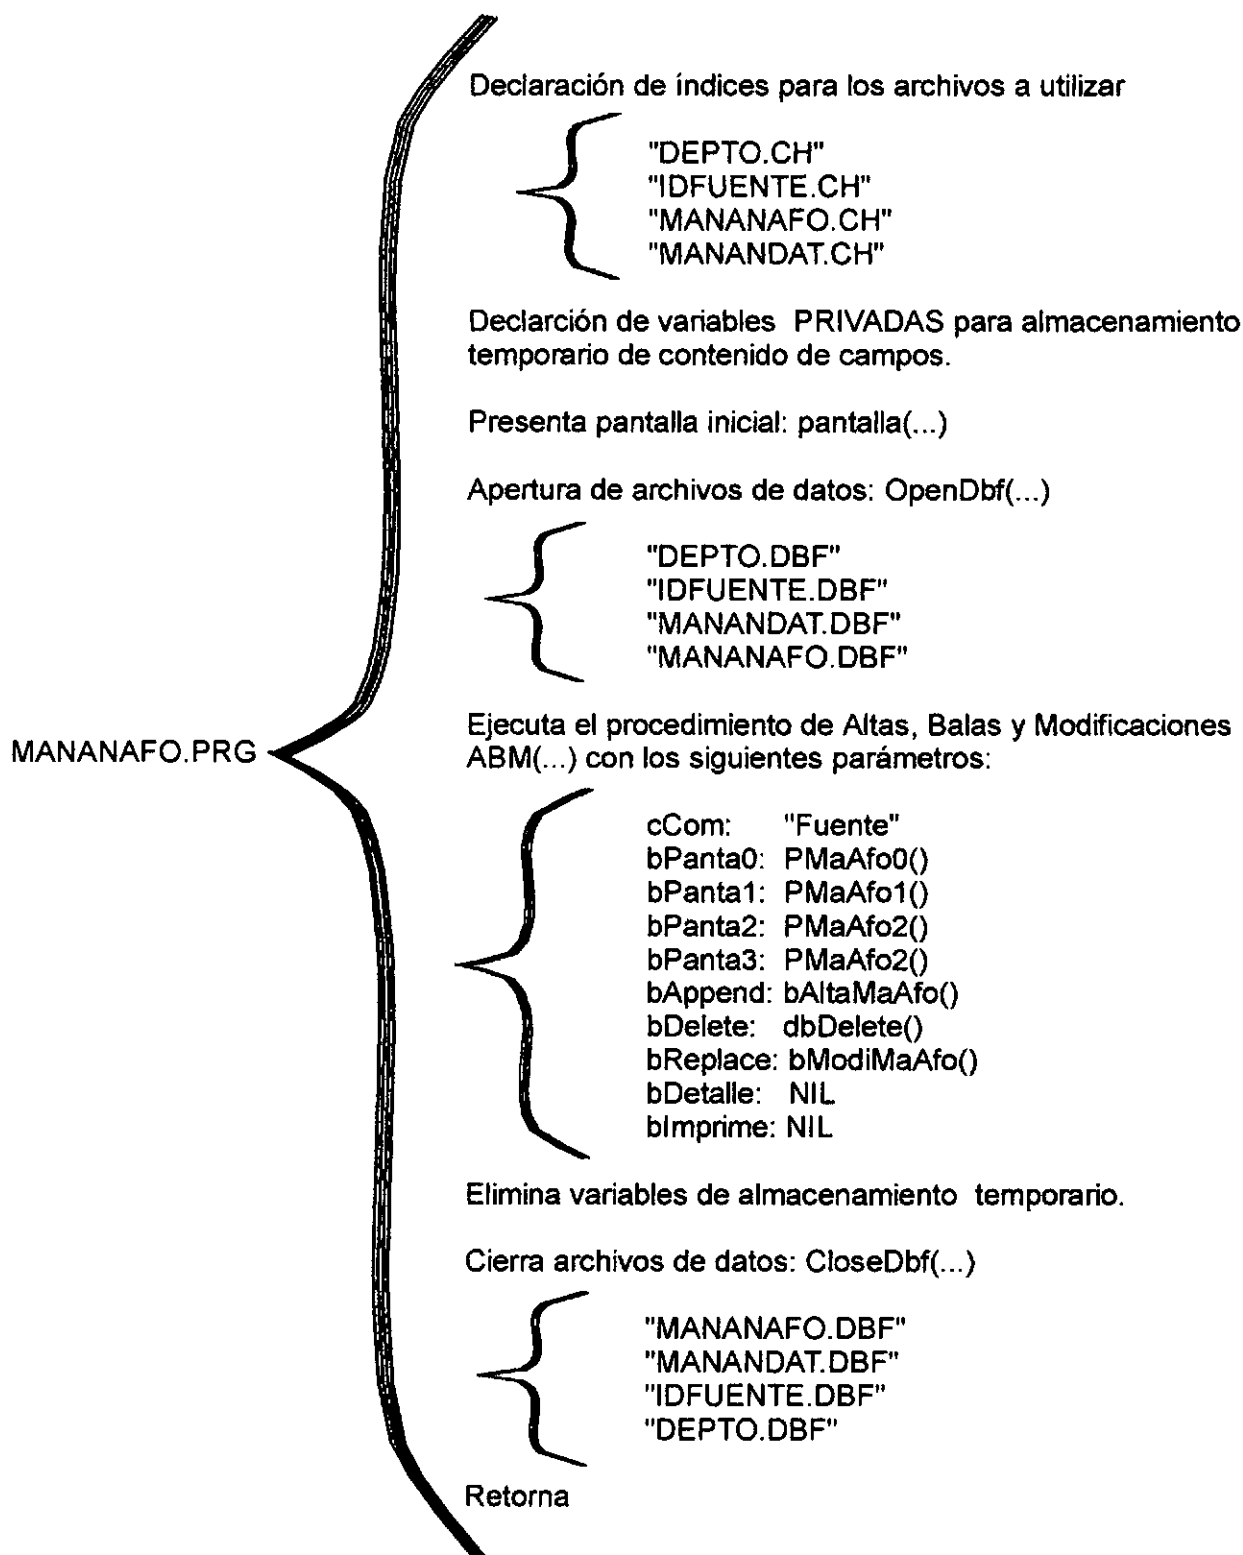 Declaración de índices para los archivos a utilizar
"DEPTO.CH"
"IDFUENTE.CH"
"MANANAFO.CH"
"MANANDAT.CH"
Declarción de variables PRIVADAS para almacenamiento
temporario de contenido de campos.
Presenta pantalla inicial: pantalla(...)
Apertura de archivos de datos: OpenDbf(...)
"DEPTO.DBF"
"IDFUENTE.DBF"
"MANANDAT.DBF"
"MANANAFO.DBF"
MANANAFO.PRG
Ejecuta el procedimiento de Altas, Balas y Modificaciones
ABM(...) con los siguientes parámetros:
cCom: "Fuente"
bPanta0: PMaAfo0()
bPanta1: PMaAfo1()
bPanta2: PMaAfo2()
bPanta3: PMaAfo2()
bAppend: bAltaMaAfo()
bDelete: dbDelete()
bReplace: bModiMaAfo()
bDetalle: NIL
bImprime: NIL
Elimina variables de almacenamiento temporario.
Cierra archivos de datos: CloseDbf(...)
"MANANAFO.DBF"
"MANANDAT.DBF"
"IDFUENTE.DBF"
"DEPTO.DBF"
Retorna